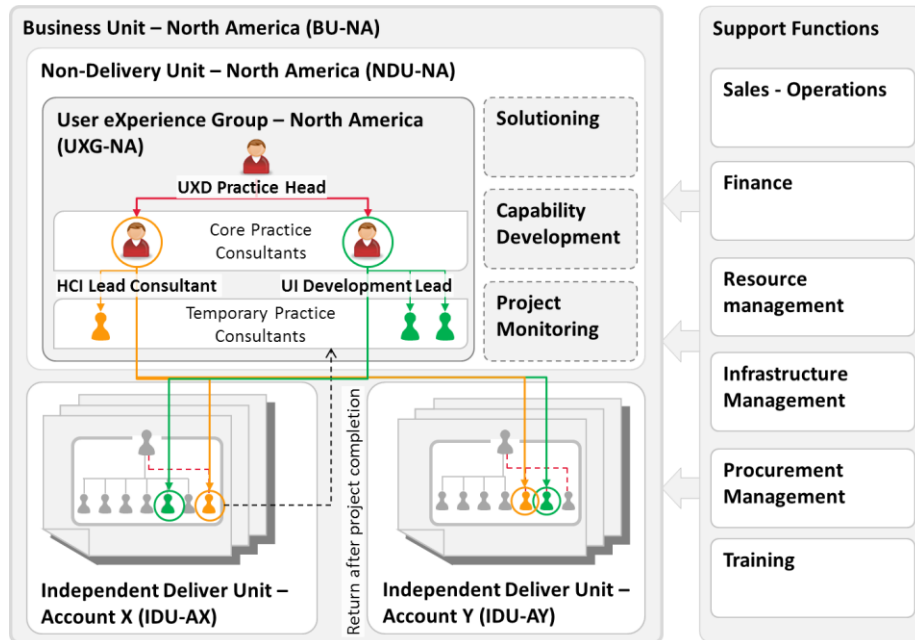 Business Unit – North America (BU-NA)
Non-Delivery Unit – North America (NDU-NA)
User eXperience Group – North America
(UXG-NA)
UXD Practice Head
Core Practice
Consultants
HCI Lead Consultant
UI Development Lead
Temporary Practice
Consultants
Solutioning
Capability
Development
Project
Monitoring
Return after project completion
Independent Deliver Unit –
Account X (IDU-AX)
Independent Deliver Unit –
Account Y (IDU-AY)
Support Functions
Sales - Operations
Finance
Resource
management
Infrastructure
Management
Procurement
Management
Training